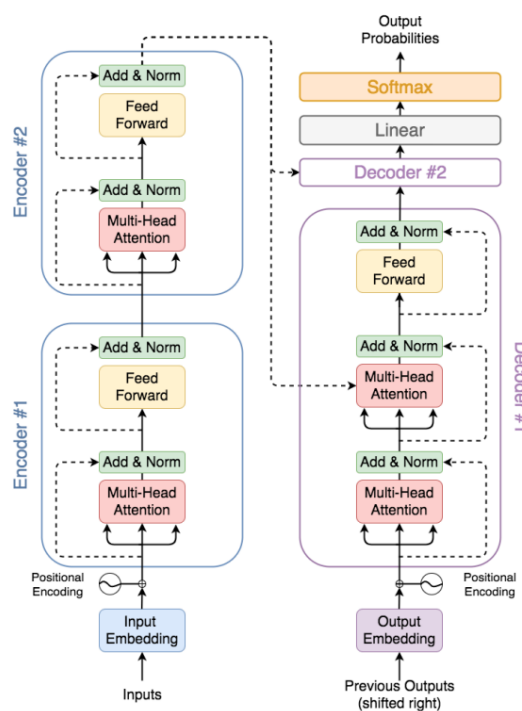 Output
Probabilities
Softmax
Linear
Decoder #2
Encoder #2
Add & Norm
Feed
Forward
Add & Norm
Multi-Head
Attention
Encoder #1
Add & Norm
Feed
Forward
Add & Norm
Multi-Head
Attention
Positional
Encoding
Input
Embedding
Inputs
Decoder #1
Add & Norm
Feed
Forward
Add & Norm
Multi-Head
Attention
Add & Norm
Multi-Head
Attention
Positional
Encoding
Output
Embedding
Previous Outputs
(shifted right)